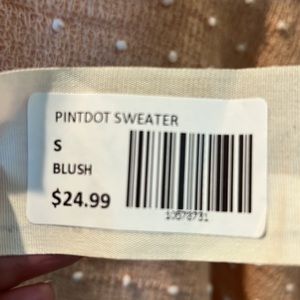 PINTDOT SWEATER
S
BLUSH
$24.99
10573731